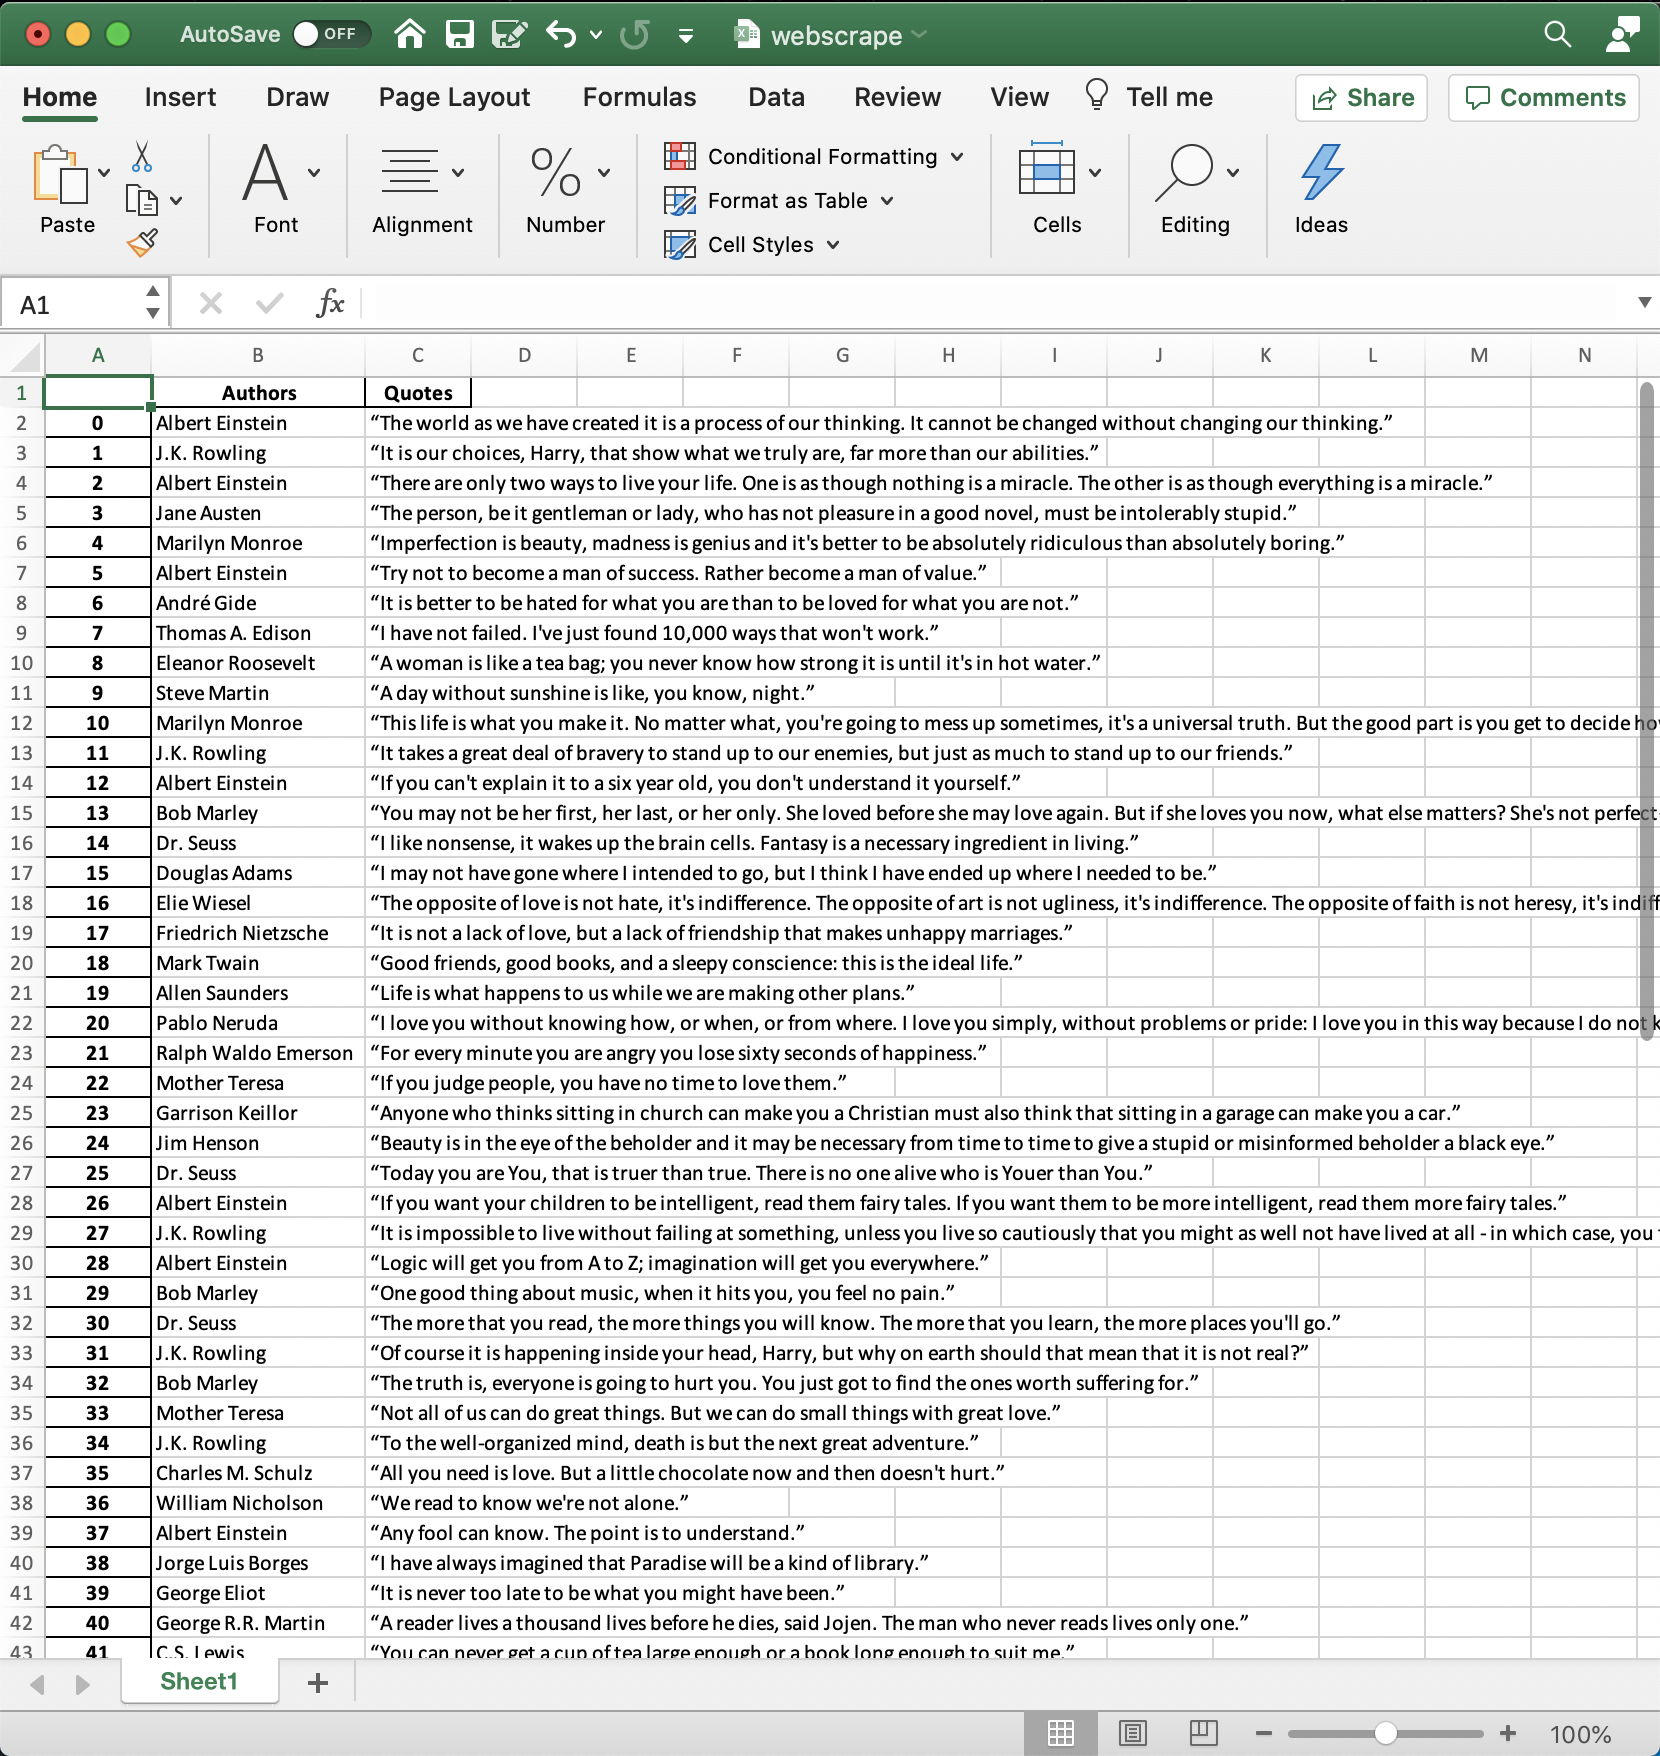 AutoSave OFF webscrape
Home Insert Draw Page Layout Formulas Data Review View Tell me Share Comments
Paste Font Alignment Number Conditional Formatting Format as Table Cell Styles Cells Editing Ideas
A1 fx
A B C D E F G H I J K L M N
1 Authors Quotes
2 0 Albert Einstein “The world as we have created it is a process of our thinking. It cannot be changed without changing our thinking.”
3 1 J.K. Rowling “It is our choices, Harry, that show what we truly are, far more than our abilities.”
4 2 Albert Einstein “There are only two ways to live your life. One is as though nothing is a miracle. The other is as though everything is a miracle.”
5 3 Jane Austen “The person, be it gentleman or lady, who has not pleasure in a good novel, must be intolerably stupid.”
6 4 Marilyn Monroe “Imperfection is beauty, madness is genius and it's better to be absolutely ridiculous than absolutely boring.”
7 5 Albert Einstein “Try not to become a man of success. Rather become a man of value.”
8 6 André Gide “It is better to be hated for what you are than to be loved for what you are not.”
9 7 Thomas A. Edison “I have not failed. I've just found 10,000 ways that won't work.”
10 8 Eleanor Roosevelt “A woman is like a tea bag; you never know how strong it is until it's in hot water.”
11 9 Steve Martin “A day without sunshine is like, you know, night.”
12 10 Marilyn Monroe “This life is what you make it. No matter what, you're going to mess up sometimes, it's a universal truth. But the good part is you get to decide
13 11 J.K. Rowling “It takes a great deal of bravery to stand up to our enemies, but just as much to stand up to our friends.”
14 12 Albert Einstein “If you can't explain it to a six year old, you don't understand it yourself.”
15 13 Bob Marley “You may not be her first, her last, or her only. She loved before she may love again. But if she loves you now, what else matters? She's not perfect
16 14 Dr. Seuss “I like nonsense, it wakes up the brain cells. Fantasy is a necessary ingredient in living.”
17 15 Douglas Adams “I may not have gone where I intended to go, but I think I have ended up where I needed to be.”
18 16 Elie Wiesel “The opposite of love is not hate, it's indifference. The opposite of art is not ugliness, it's indifference. The opposite of faith is not heresy, it's indiff
19 17 Friedrich Nietzsche “It is not a lack of love, but a lack of friendship that makes unhappy marriages.”
20 18 Mark Twain “Good friends, good books, and a sleepy conscience: this is the ideal life.”
21 19 Allen Saunders “Life is what happens to us while we are making other plans.”
22 20 Pablo Neruda “I love you without knowing how, or when, or from where. I love you simply, without problems or pride: I love you in this way because I do not k
23 21 Ralph Waldo Emerson “For every minute you are angry you lose sixty seconds of happiness.”
24 22 Mother Teresa “If you judge people, you have no time to love them.”
25 23 Garrison Keillor “Anyone who thinks sitting in church can make you a Christian must also think that sitting in a garage can make you a car.”
26 24 Jim Henson “Beauty is in the eye of the beholder and it may be necessary from time to time to give a stupid or misinformed beholder a black eye.”
27 25 Dr. Seuss “Today you are You, that is truer than true. There is no one alive who is Youer than You.”
28 26 Albert Einstein “If you want your children to be intelligent, read them fairy tales. If you want them to be more intelligent, read them more fairy tales.”
29 27 J.K. Rowling “It is impossible to live without failing at something, unless you live so cautiously that you might as well not have lived at all - in which case, you
30 28 Albert Einstein “Logic will get you from A to Z; imagination will get you everywhere.”
31 29 Bob Marley “One good thing about music, when it hits you, you feel no pain.”
32 30 Dr. Seuss “The more that you read, the more things you will know. The more that you learn, the more places you'll go.”
33 31 J.K. Rowling “Of course it is happening inside your head, Harry, but why on earth should that mean that it is not real?”
34 32 Bob Marley “The truth is, everyone is going to hurt you. You just got to find the ones worth suffering for.”
35 33 Mother Teresa “Not all of us can do great things. But we can do small things with great love.”
36 34 J.K. Rowling “To the well-organized mind, death is but the next great adventure.”
37 35 Charles M. Schulz “All you need is love. But a little chocolate now and then doesn't hurt.”
38 36 William Nicholson “We read to know we're not alone.”
39 37 Albert Einstein “Any fool can know. The point is to understand.”
40 38 Jorge Luis Borges “I have always imagined that Paradise will be a kind of library.”
41 39 George Eliot “It is never too late to be what you might have been.”
42 40 George R.R. Martin “A reader lives a thousand lives before he dies, said Jojen. The man who never reads lives only one.”
43 41 C.S. Lewis “You can never get a cup of tea large enough or a book long enough to suit me.”
Sheet1
100%